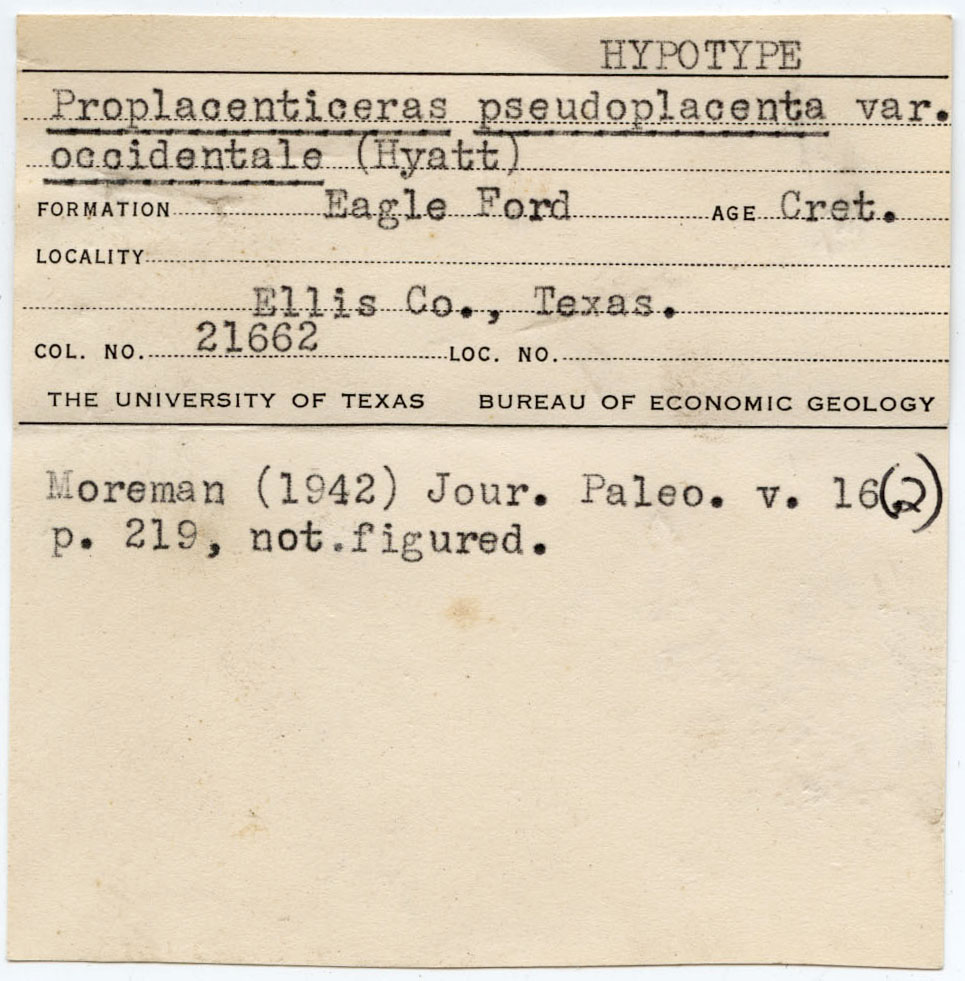 HYPOTYPE
Proplacenticeras pseudoplacenta var.
occidentale (Hyatt)
FORMATION Eagle Ford AGE Cret.
LOCALITY
Ellis Co., Texas.
COL. NO. 21662 LOC. NO.
THE UNIVERSITY OF TEXAS BUREAU OF ECONOMIC GEOLOGY
Moreman (1942) Jour. Paleo. v. 16(2)
p. 219, not.figured.